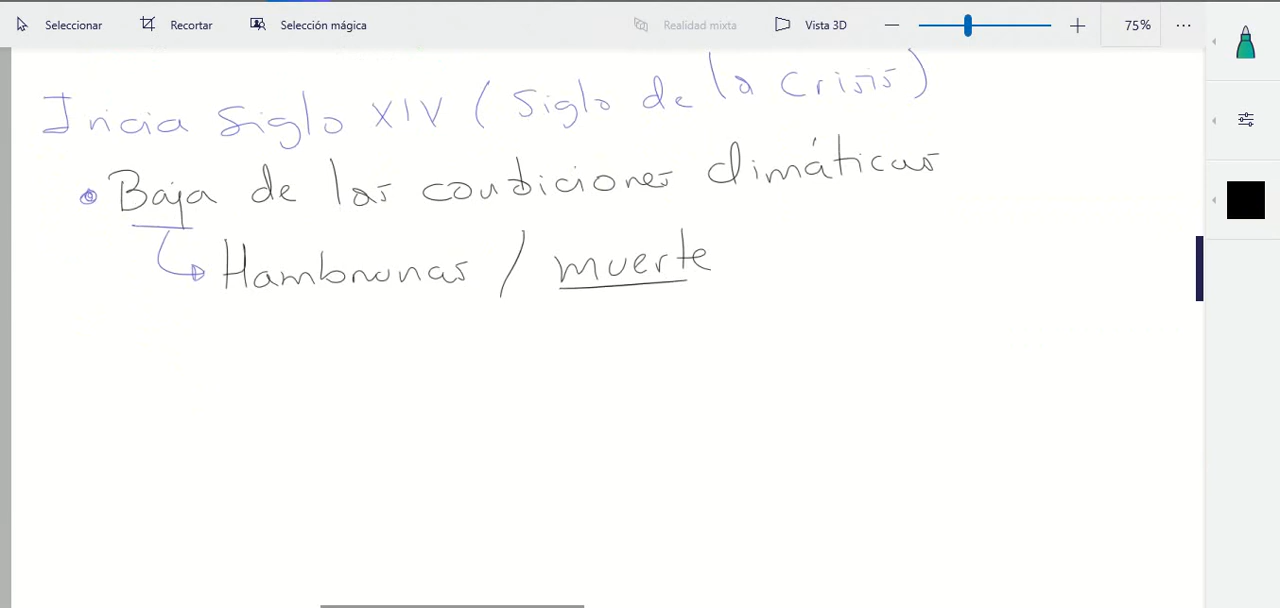 Seleccionar Recortar Selección mágica Realidad mixta Vista 3D 75%
Inicia Siglo XIV (Siglo de la Crisis)
Baja de las condiciones climáticas
Hambrunas / muerte